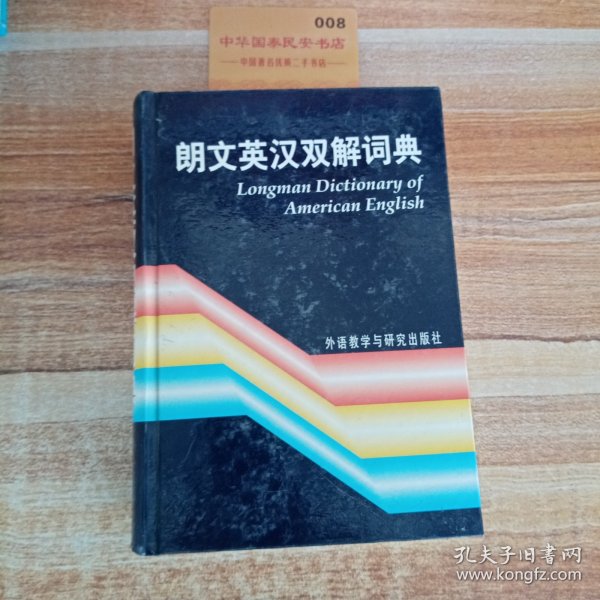 008
中华国泰民安书店
中国著名优购二手书店
朗文英汉双解词典
Longman Dictionary of
American English
外语教学与研究出版社
孔夫子旧书网
www.kongfz.com